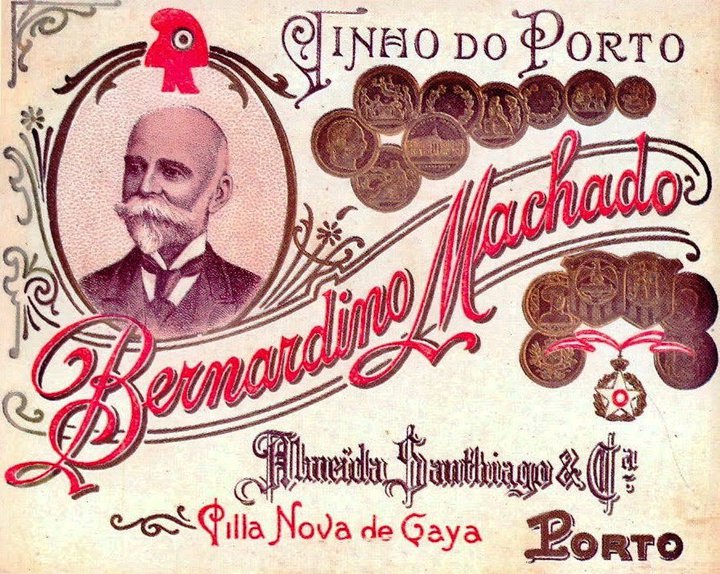 VINHO DO PORTO
Bernardino Machado
Almeida, Santhiago & Cª
Villa Nova de Gaya
PORTO